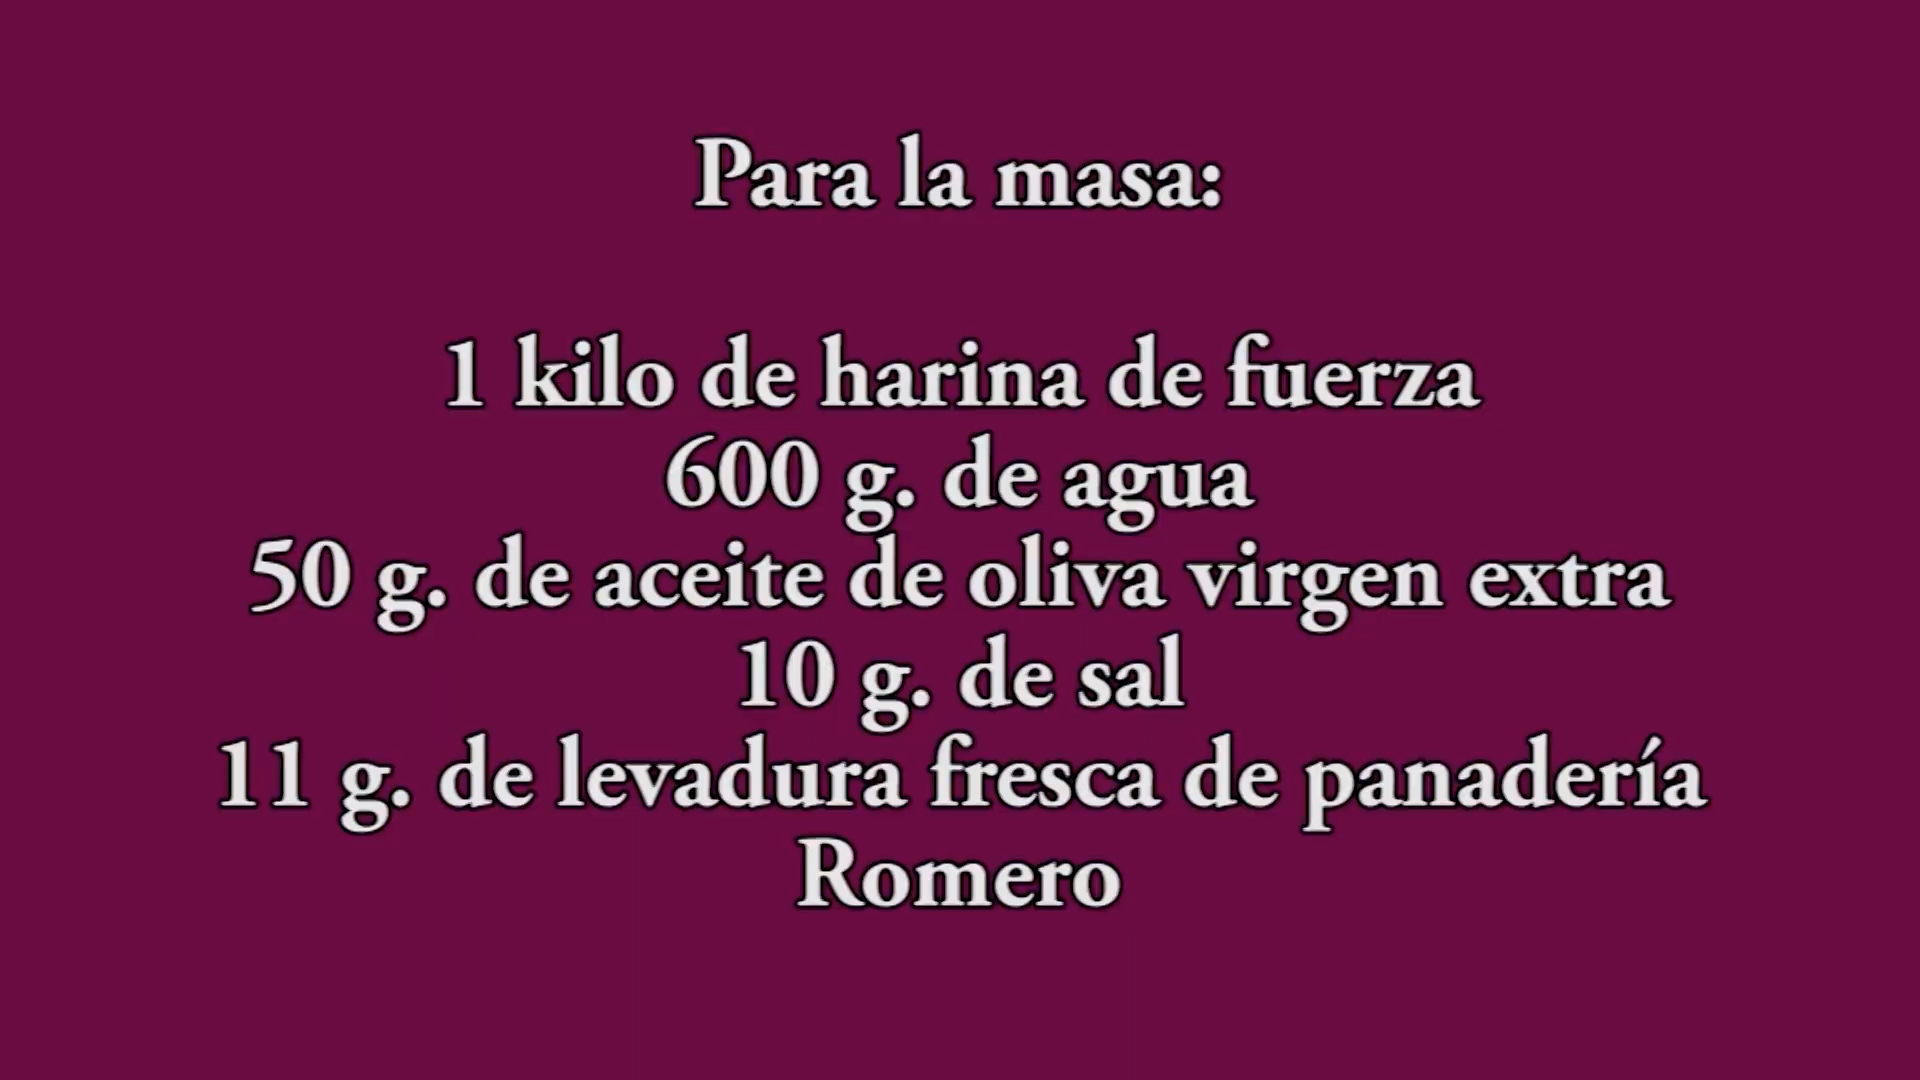 Para la masa:
1 kilo de harina de fuerza
600 g. de agua
50 g. de aceite de oliva virgen extra
10 g. de sal
11 g. de levadura fresca de panadería
Romero